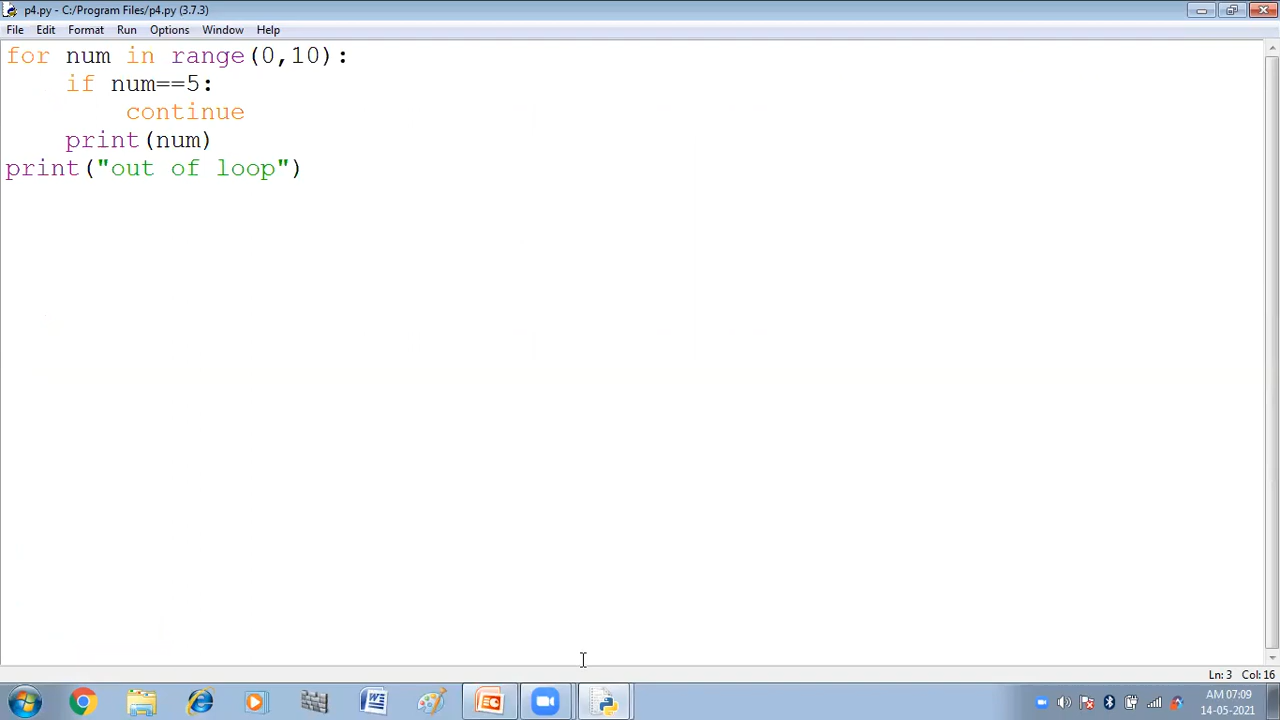 p4.py - C:/Program Files/p4.py (3.7.3)
File Edit Format Run Options Window Help
for num in range(0,10):
    if num==5:
        continue
    print(num)
print("out of loop")
Ln: 3 Col: 16
AM 07:09
14-05-2021